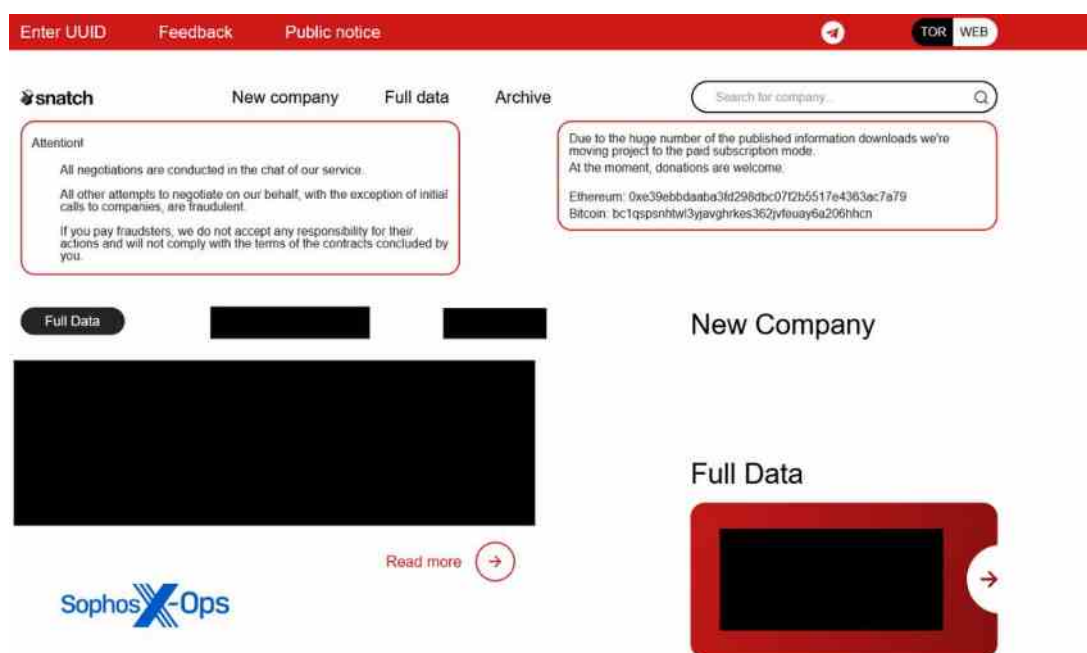 Enter UUID Feedback Public notice TOR WEB
snatch New company Full data Archive Search for company...
Attention!
All negotiations are conducted in the chat of our service.
All other attempts to negotiate on our behalf, with the exception of initial
calls to companies, are fraudulent.
If you pay fraudsters, we do not accept any responsibility for their
actions and will not comply with the terms of the contracts concluded by
you.
Due to the huge number of the published information downloads we're
moving project to the paid subscription mode.
At the moment, donations are welcome.
Ethereum: 0xe39ebbdaaba3fd298dbc07f2b5517e4363ac7a79
Bitcoin: bc1qspsnhtwl3yjavghrkes362jvfeuay6a206hhcn
Full Data
New Company
Full Data
Read more
Sophos X-Ops